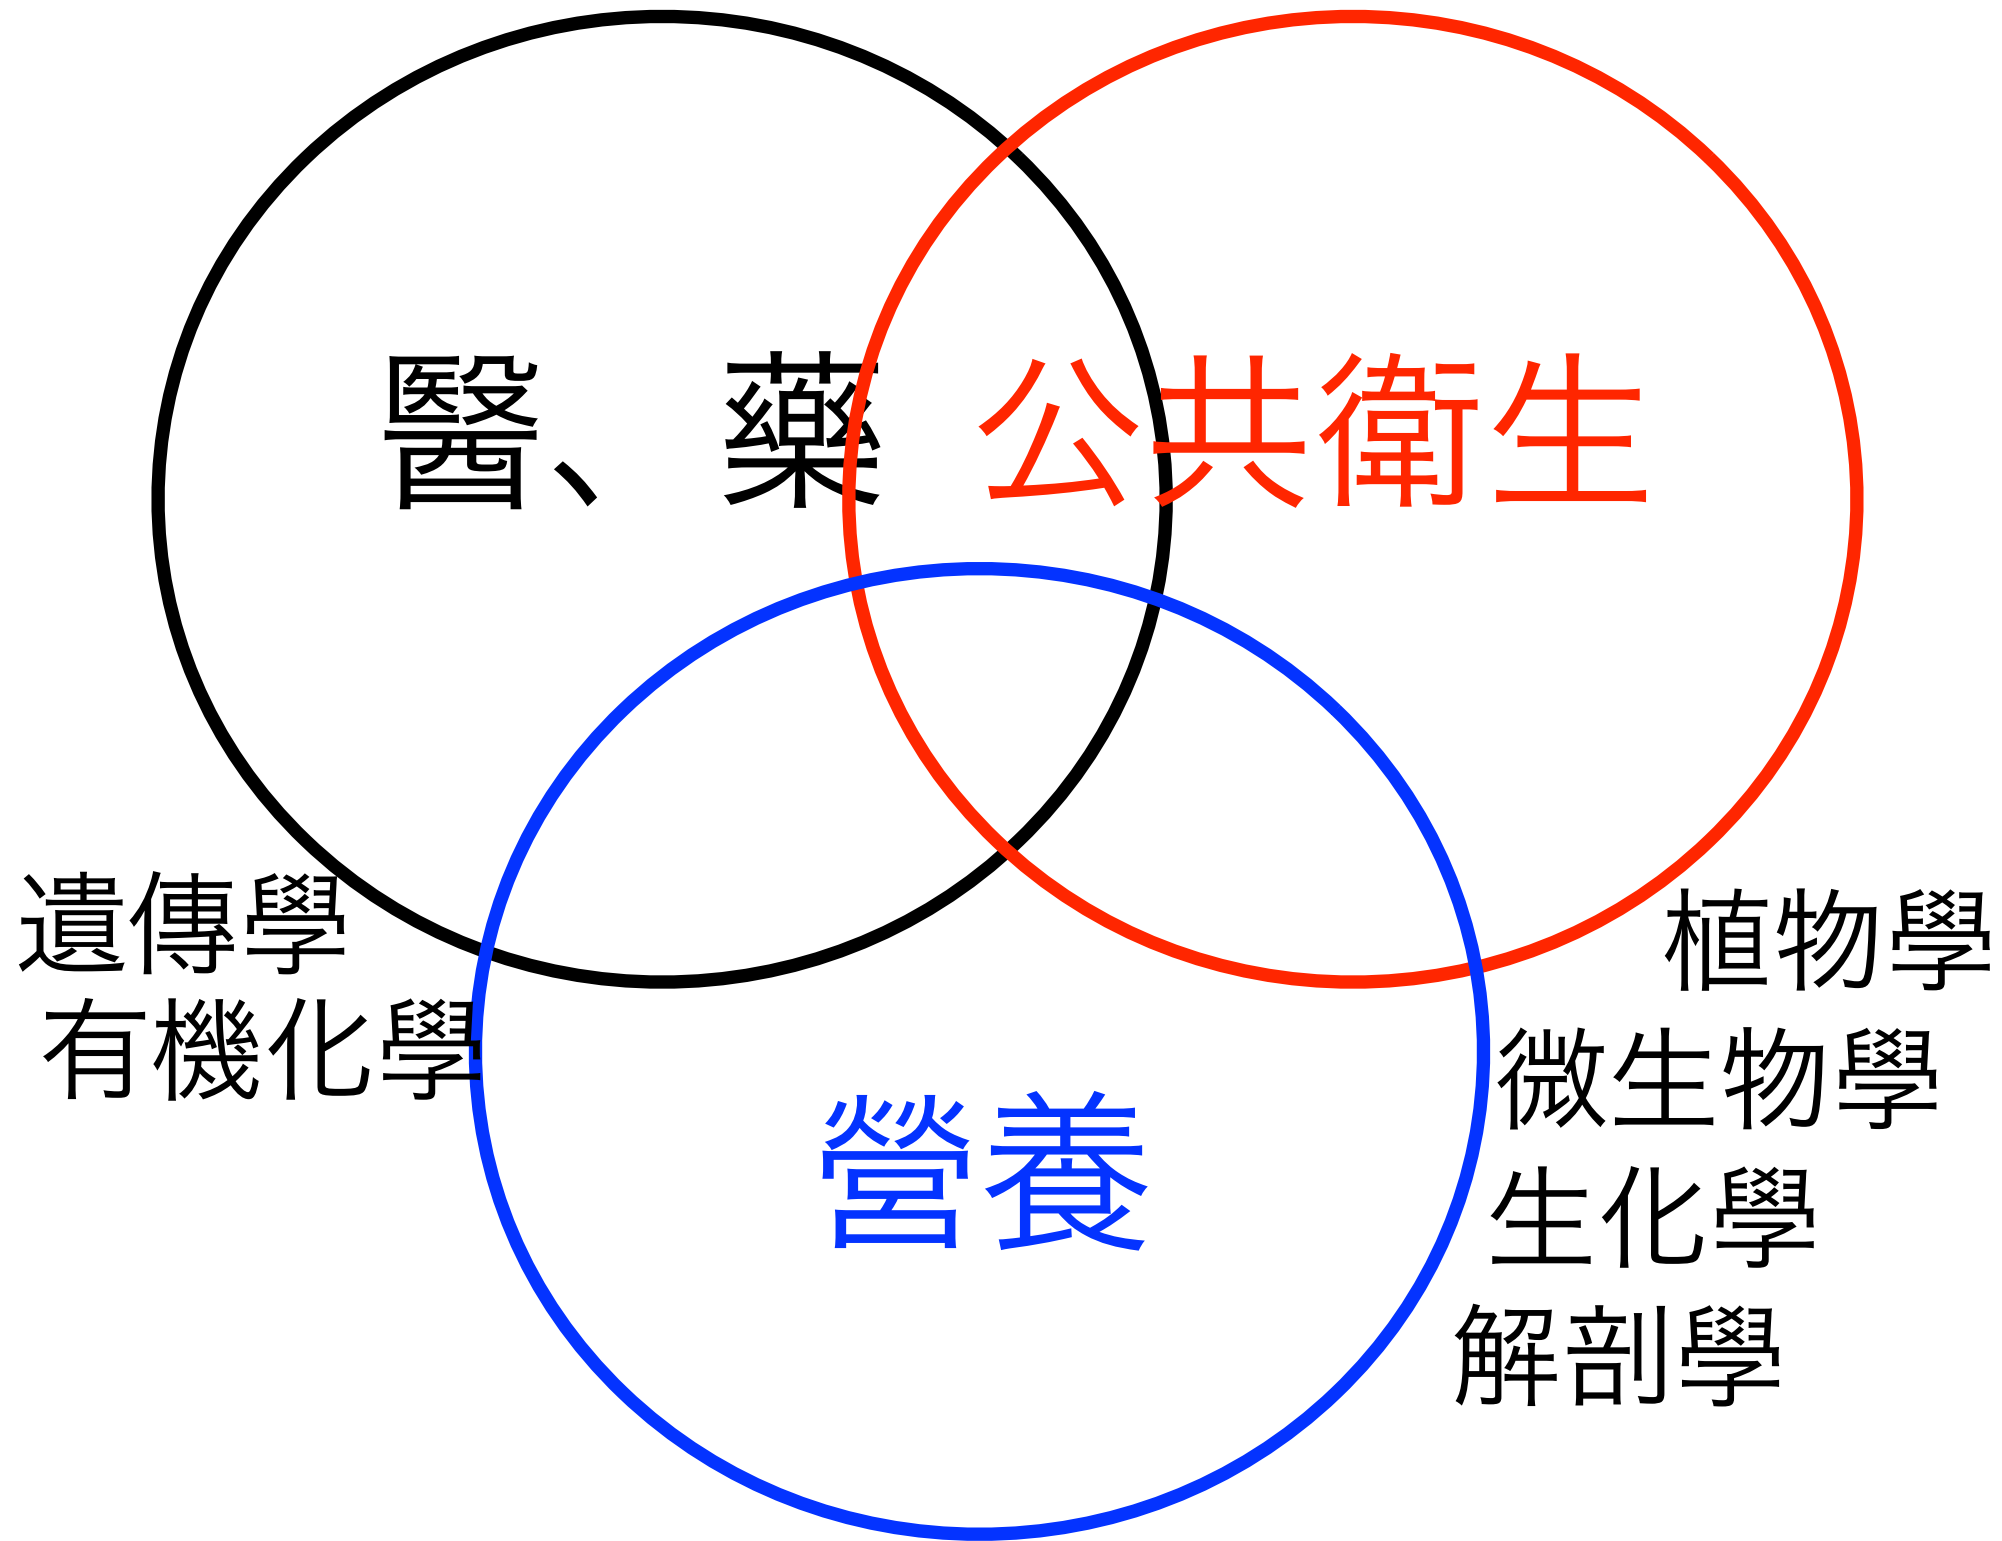 醫、藥
公共衛生
遺傳學
有機化學
營養
植物學
微生物學
生化學
解剖學